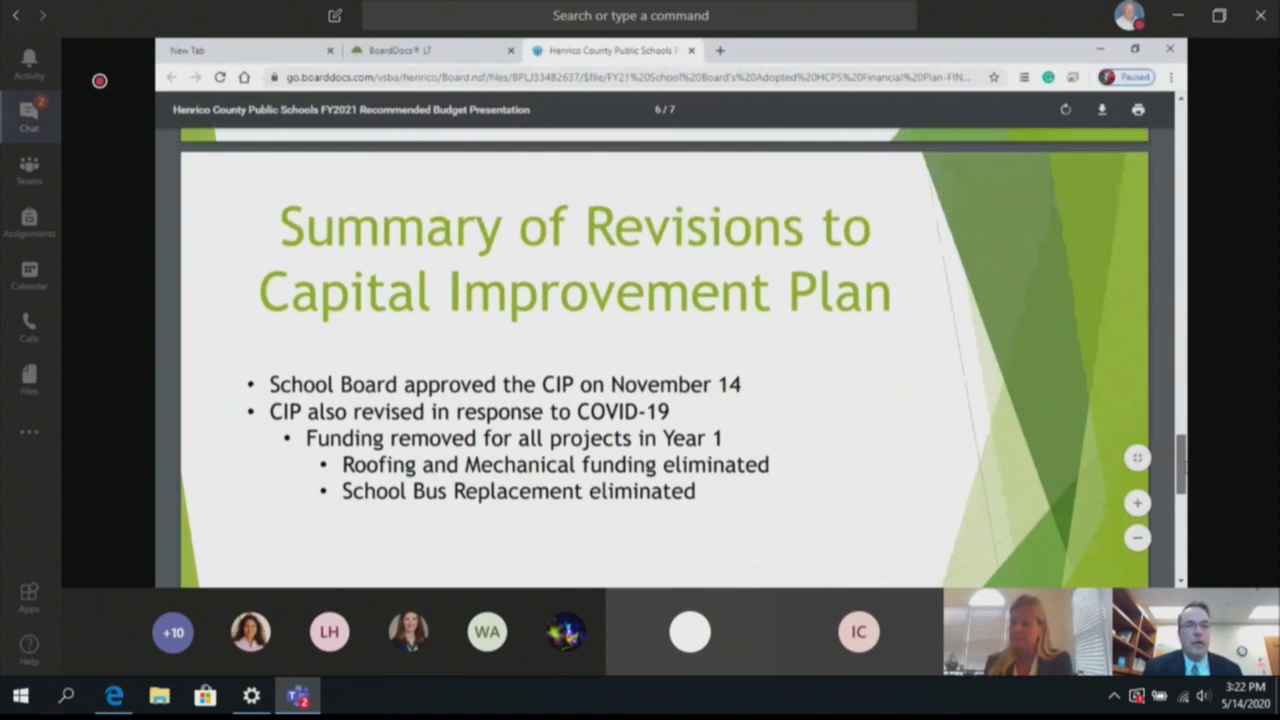 Search or type a command
New Tab
BoardDocs® LT
Henrico County Public Schools F
go.boarddocs.com/vsba/henrico/Board.nsf/files/BPLJ334B2637/$file/FY21%20School%20Board's%20Adopted%20HCPS%20Financial%20Plan-FIN...
Paused
Henrico County Public Schools FY2021 Recommended Budget Presentation
6 / 7
Activity
2
Chat
Teams
Assignments
Calendar
Calls
Files
Apps
Help
Summary of Revisions to
Capital Improvement Plan
• School Board approved the CIP on November 14
• CIP also revised in response to COVID-19
• Funding removed for all projects in Year 1
• Roofing and Mechanical funding eliminated
• School Bus Replacement eliminated
+10
LH
WA
IC
2
3:22 PM
5/14/2020